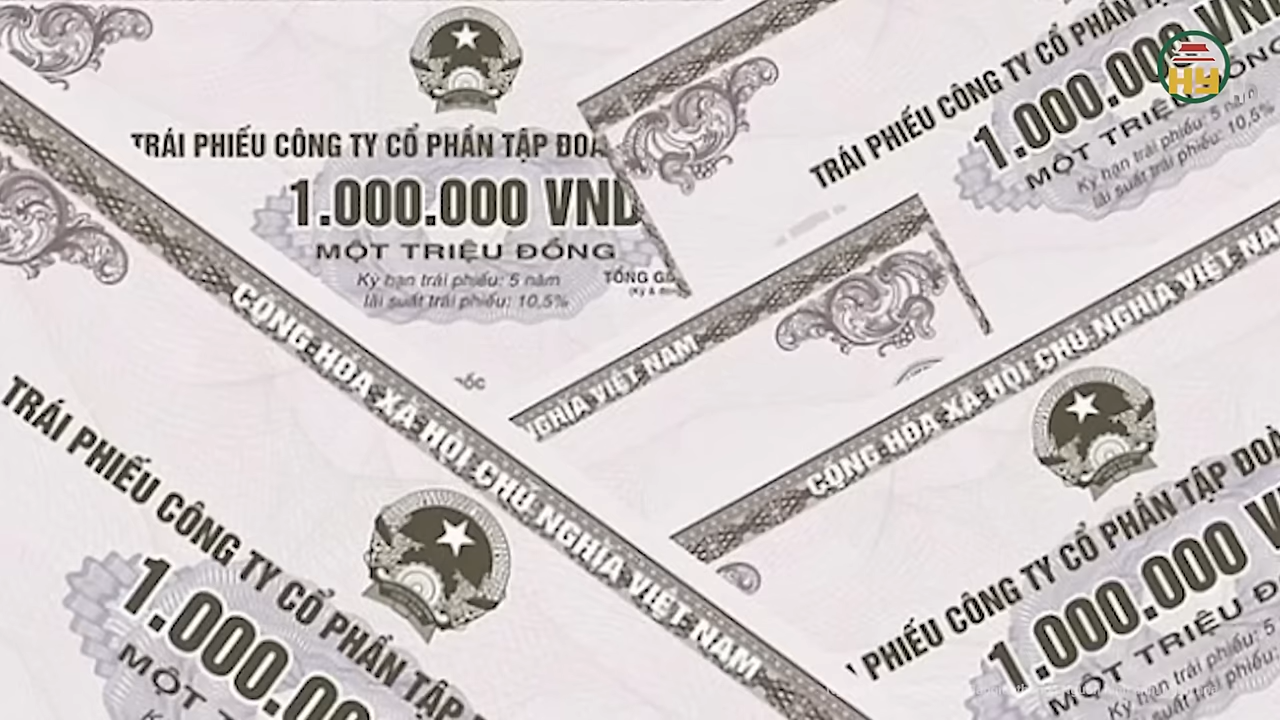 TRÁI PHIẾU CÔNG TY CỔ PHẦN TẬP ĐOÀ
1.000.000 VND
MỘT TRIỆU ĐỒNG
Kỳ hạn trái phiếu: 5 năm
lãi suất trái phiếu: 10,5%
TỔNG
TRÁI PHIẾU CÔNG TY CỔ PHẦN
1.000.000 VND
MỘT TRIỆU ĐỒNG
Kỳ hạn trái phiếu: 5 năm
lãi suất trái phiếu: 10,5%
HY
NGHĨA VIỆT NAM
CỘNG HÒA XÃ HỘI CHỦ NGHĨA VIỆT NAM
TRÁI PHIẾU CÔNG TY CỔ PHẦN TẬP
1.000.00
MỘT T
CỘNG HÒA XÃ HỘI CHỦ NGHĨA VIỆT NA
PHIẾU CÔNG TY CỔ PHẦN TẬP ĐOÀ
1.000.000 V
MỘT TRIỆU Đ
Kỳ hạn trái phiếu: 5
suất trái phiếu: